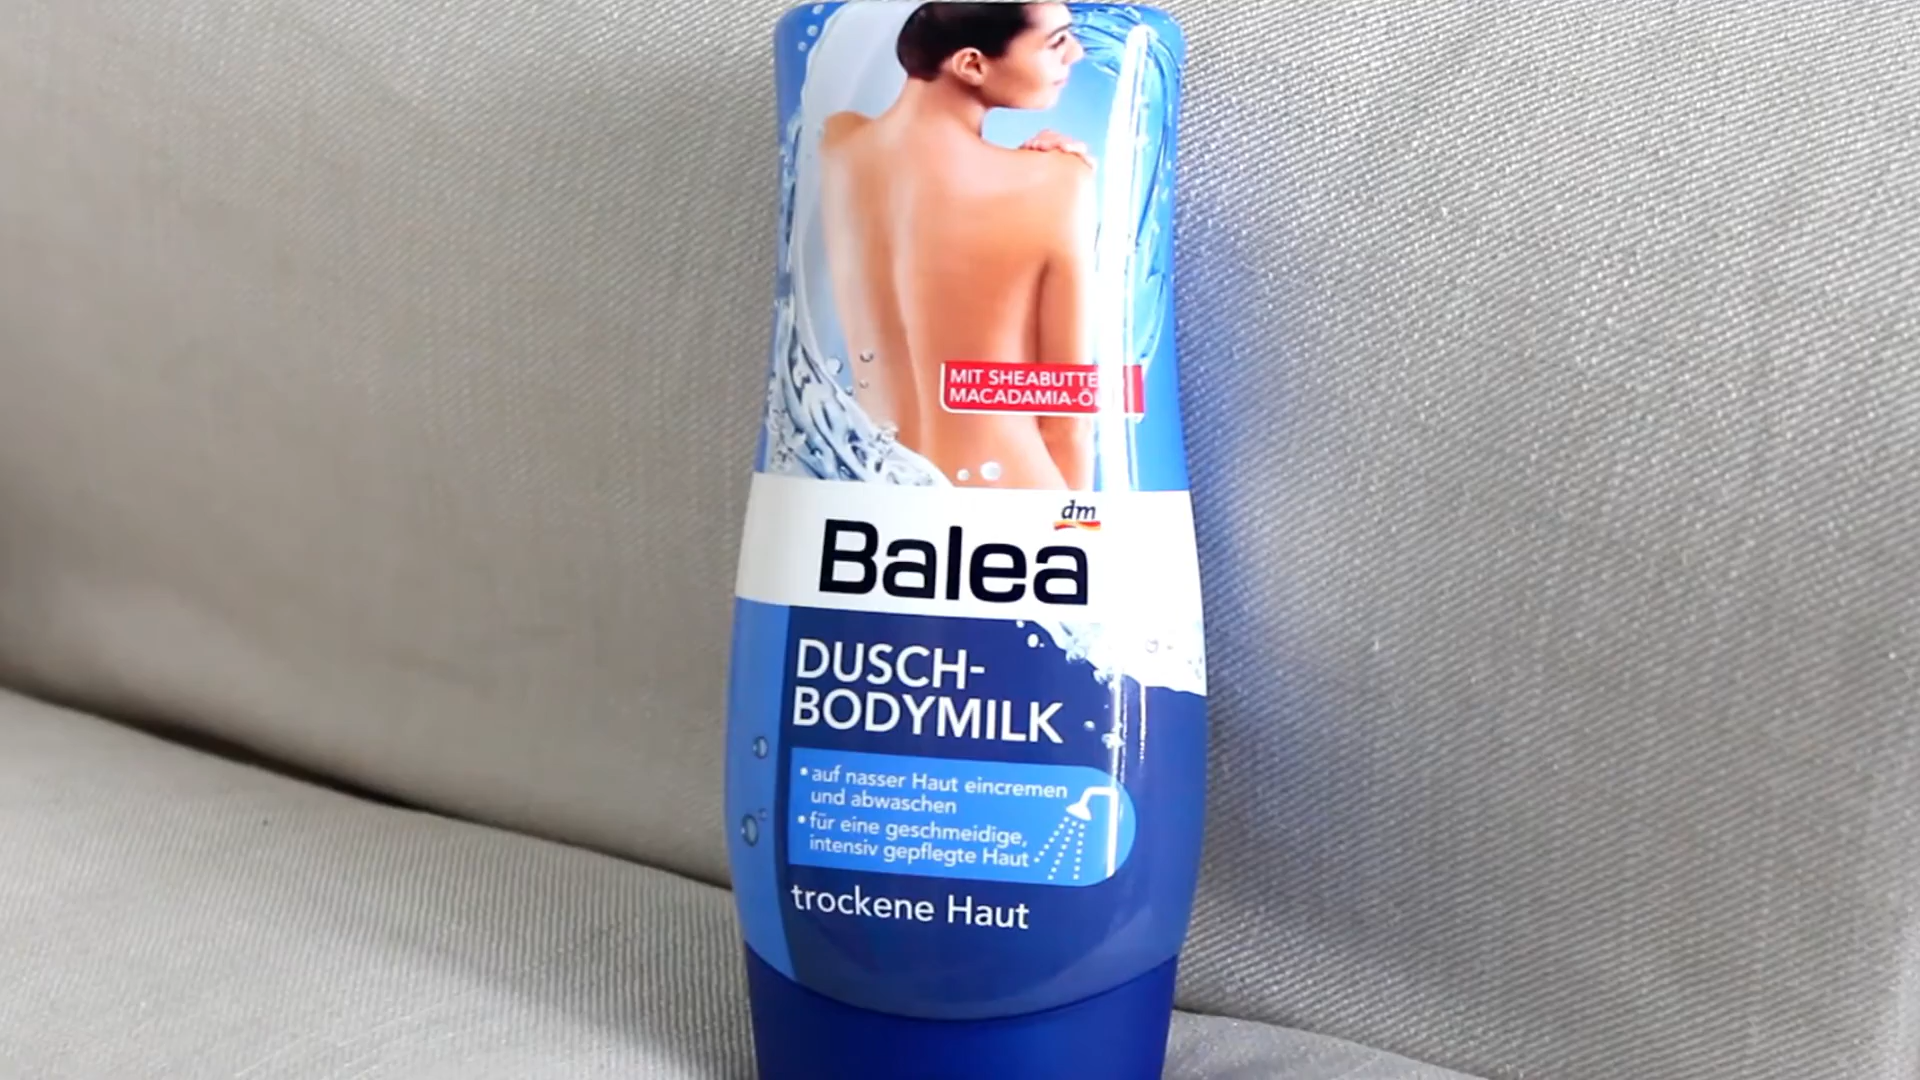 MIT SHEABUTTE
MACADAMIA-Ö
dm
Balea
DUSCH-
BODYMILK
• auf nasser Haut eincremen
und abwaschen
• für eine geschmeidige,
intensiv gepflegte Haut
trockene Haut